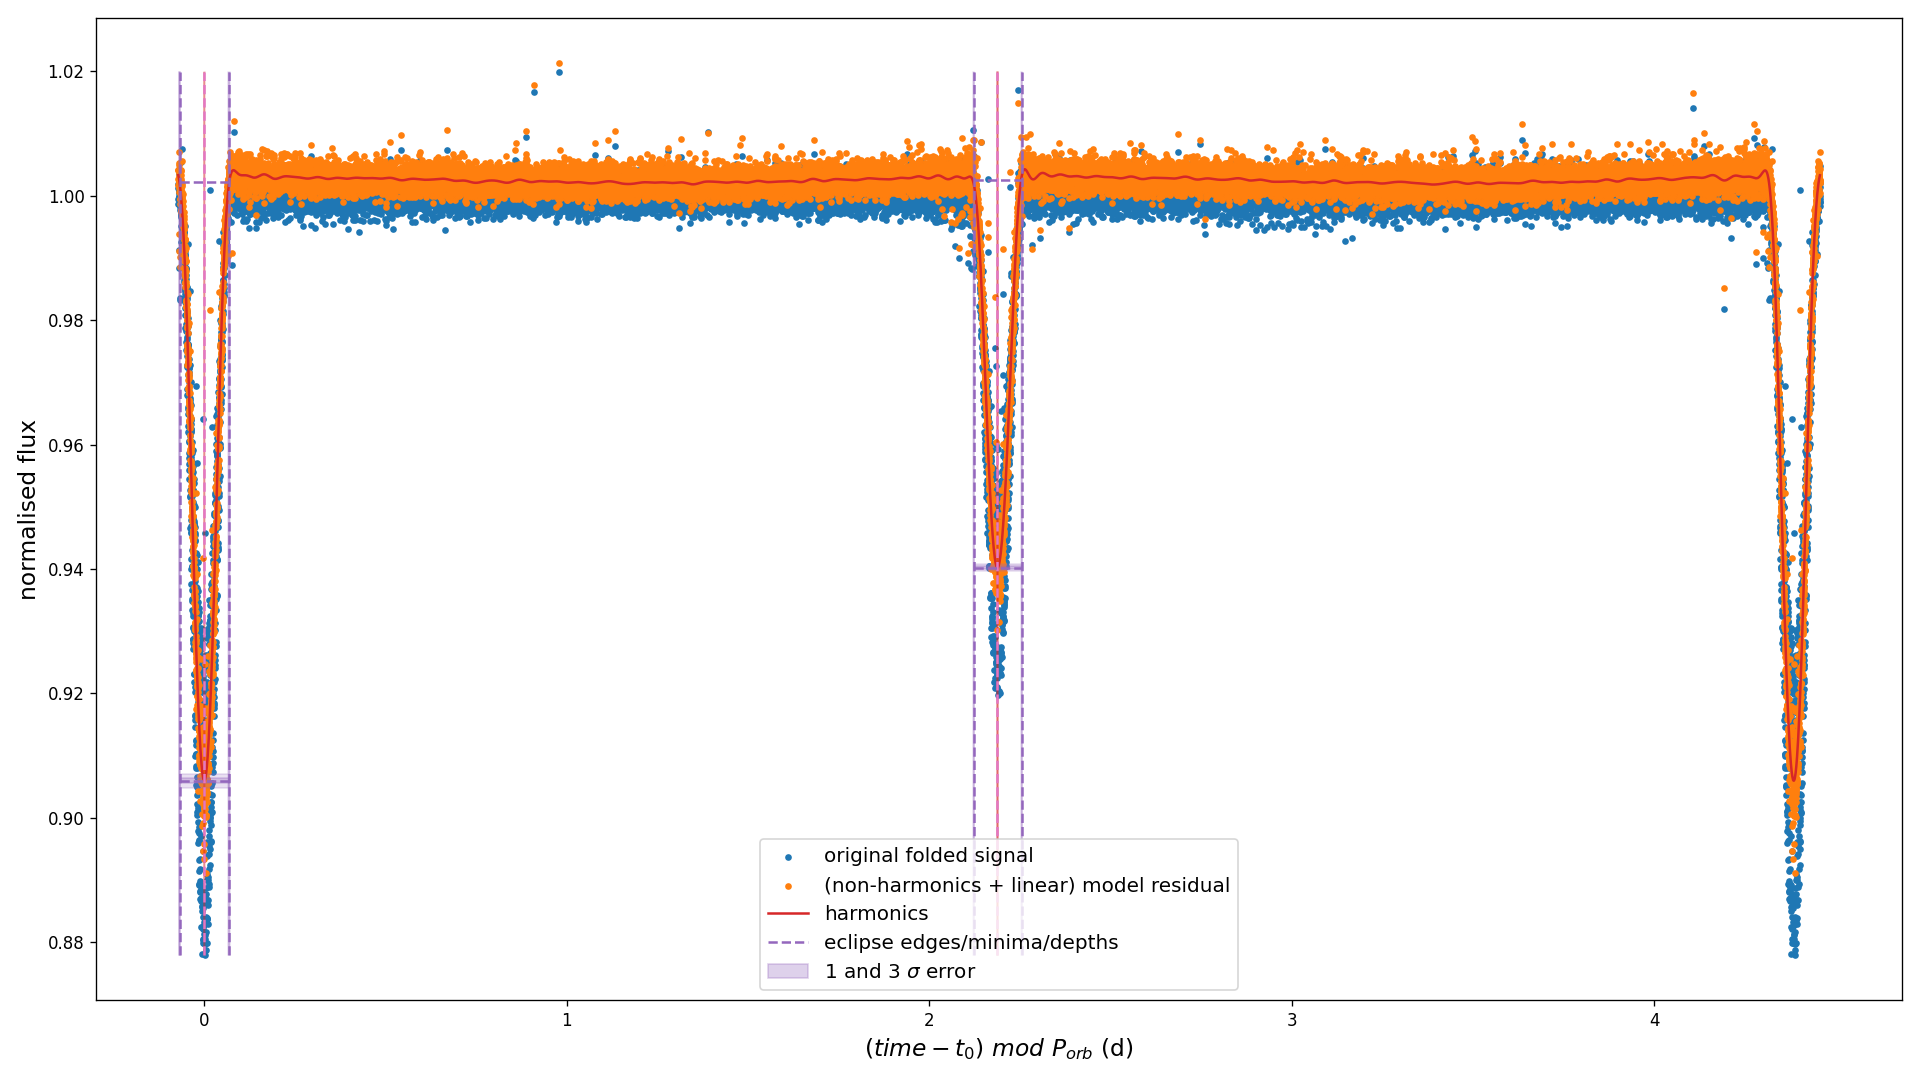 normalised flux
1.02
1.00
0.98
0.96
0.94
0.92
0.90
0.88
original folded signal
(non-harmonics + linear) model residual
harmonics
eclipse edges/minima/depths
1 and 3 σ error
0 1 2 3 4
(time − t₀) mod Pₒᵣb (d)